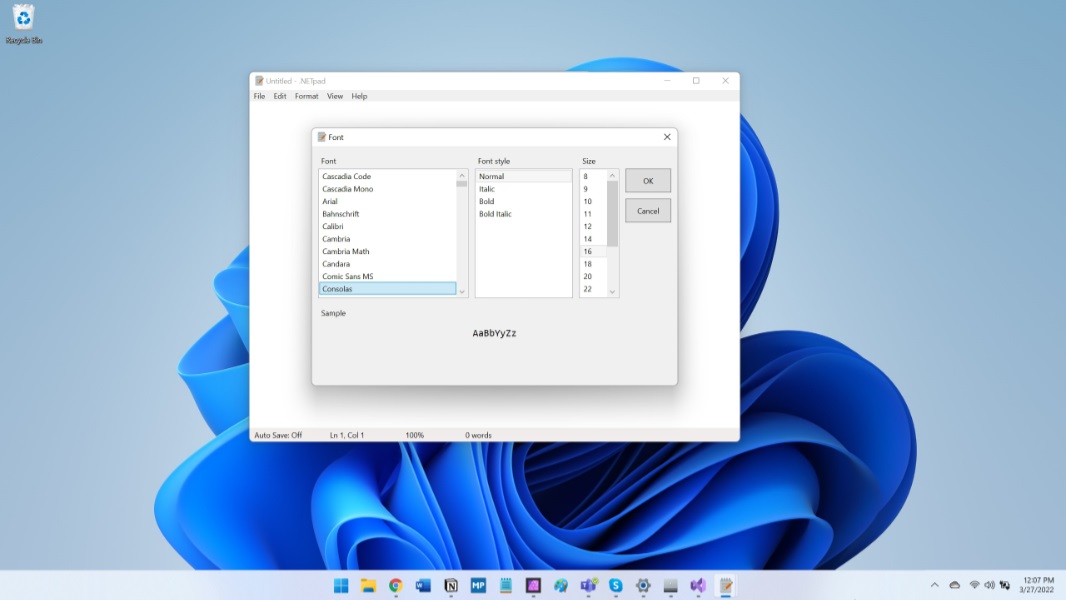 Recycle Bin
Untitled - .NETpad
File Edit Format View Help
Font
Font Font style Size
Cascadia Code
Cascadia Mono
Arial
Bahnschrift
Calibri
Cambria
Cambria Math
Candara
Comic Sans MS
Consolas
Normal
Italic
Bold
Bold Italic
8
9
10
11
12
14
16
18
20
22
OK
Cancel
Sample
AaBbYyZz
Auto Save: Off Ln 1, Col 1 100% 0 words
W N MP S
12:07 PM
3/27/2022